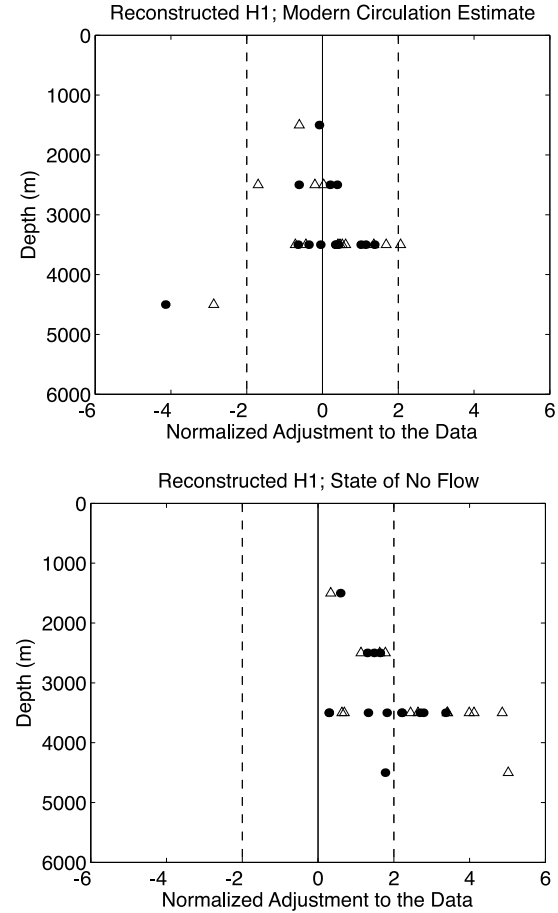 Reconstructed H1; Modern Circulation Estimate
0
1000
2000
3000
4000
5000
6000
Depth (m)
-6 -4 -2 0 2 4 6
Normalized Adjustment to the Data
Reconstructed H1; State of No Flow
0
1000
2000
3000
4000
5000
6000
Depth (m)
-6 -4 -2 0 2 4 6
Normalized Adjustment to the Data